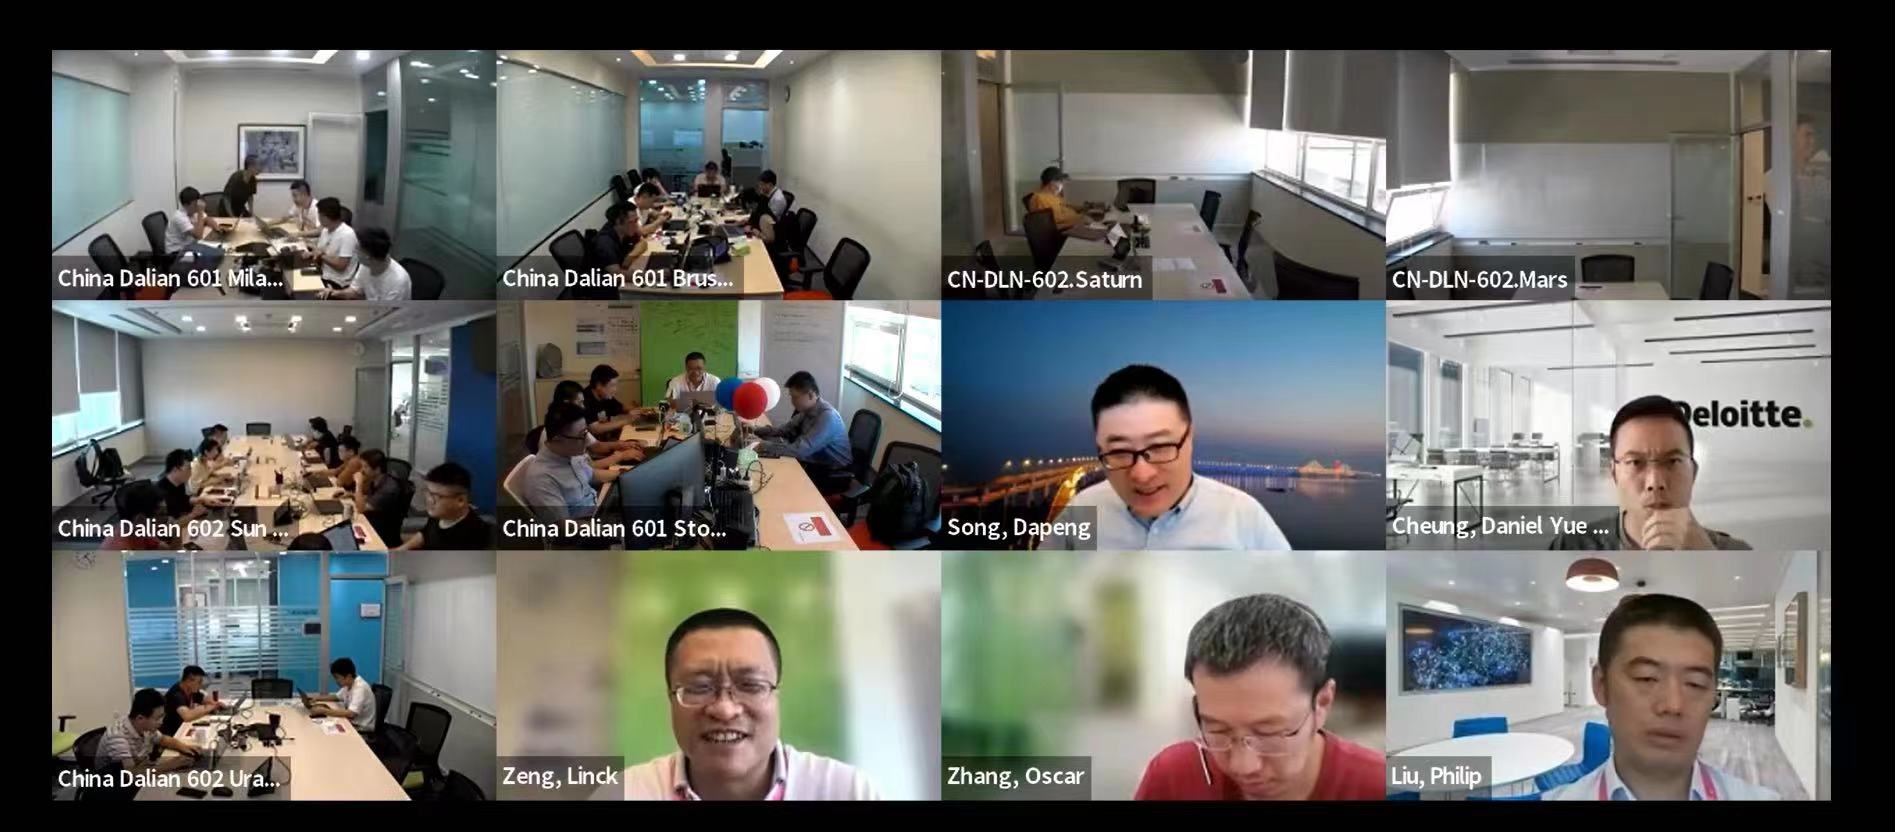 China Dalian 601 Mila...
China Dalian 601 Brus...
CN-DLN-602.Saturn
CN-DLN-602.Mars
China Dalian 602 Sun ...
China Dalian 601 Sto...
Song, Dapeng
Deloitte.
Cheung, Daniel Yue ...
China Dalian 602 Ura...
Zeng, Linck
Zhang, Oscar
Liu, Philip